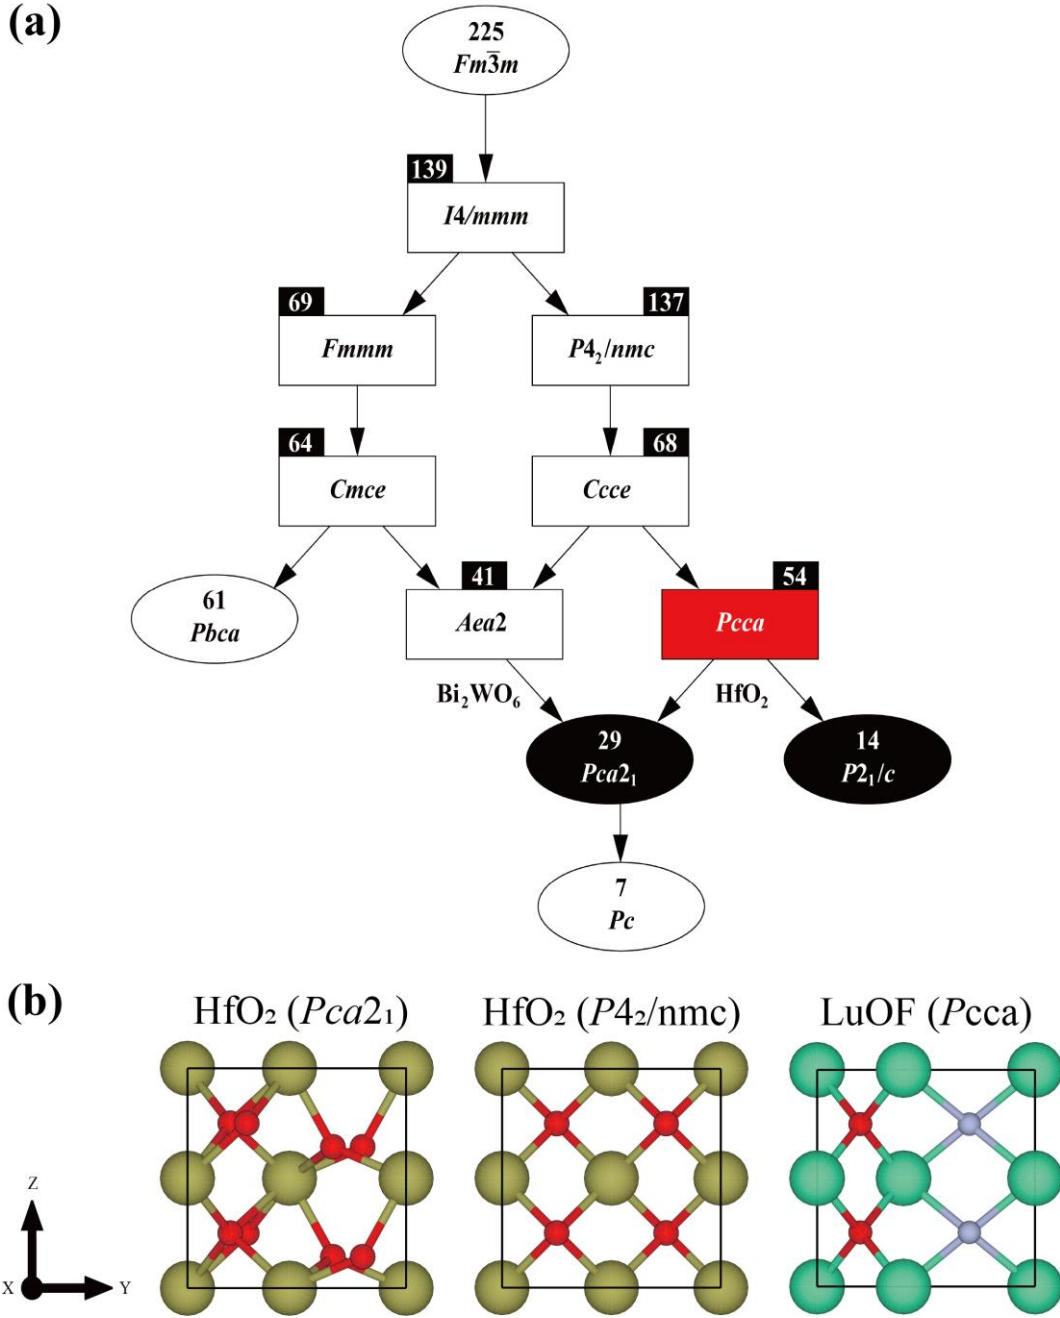 (a)
225
Fm3̅m
139
I4/mmm
69
Fmmm
137
P4₂/nmc
64
Cmce
68
Ccce
61
Pbca
41
Aea2
54
Pcca
Bi₂WO₆
HfO₂
29
Pca2₁
14
P2₁/c
7
Pc
(b)
HfO₂ (Pca2₁)
HfO₂ (P4₂/nmc)
LuOF (Pcca)
Z
X
Y